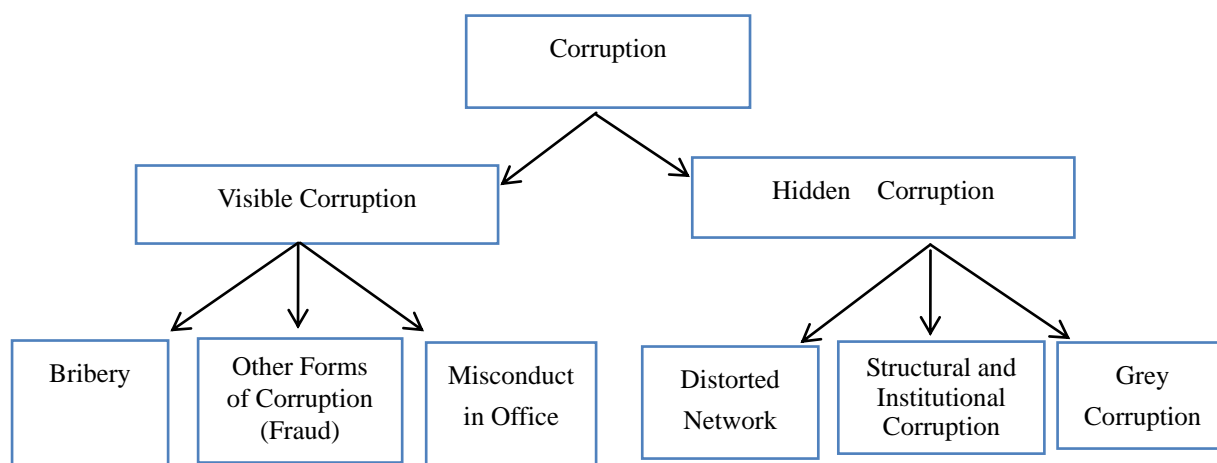 Corruption
Visible Corruption
Hidden Corruption
Bribery
Other Forms
of Corruption
(Fraud)
Misconduct
in Office
Distorted
Network
Structural and
Institutional
Corruption
Grey
Corruption